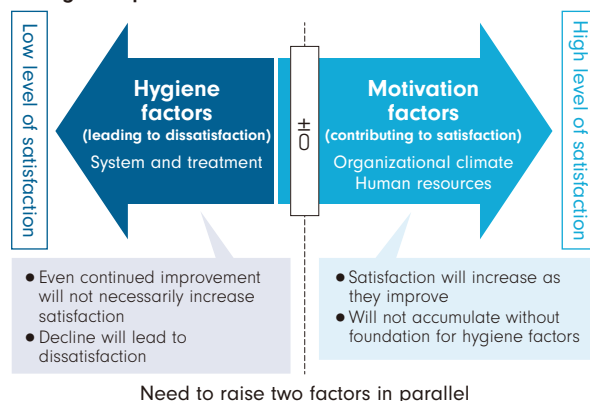 Low level of satisfaction
Hygiene
factors
(leading to dissatisfaction)
System and treatment
±0
Motivation
factors
(contributing to satisfaction)
Organizational climate
Human resources
High level of satisfaction
● Even continued improvement
will not necessarily increase
satisfaction
● Decline will lead to
dissatisfaction
● Satisfaction will increase as
they improve
● Will not accumulate without
foundation for hygiene factors
Need to raise two factors in parallel